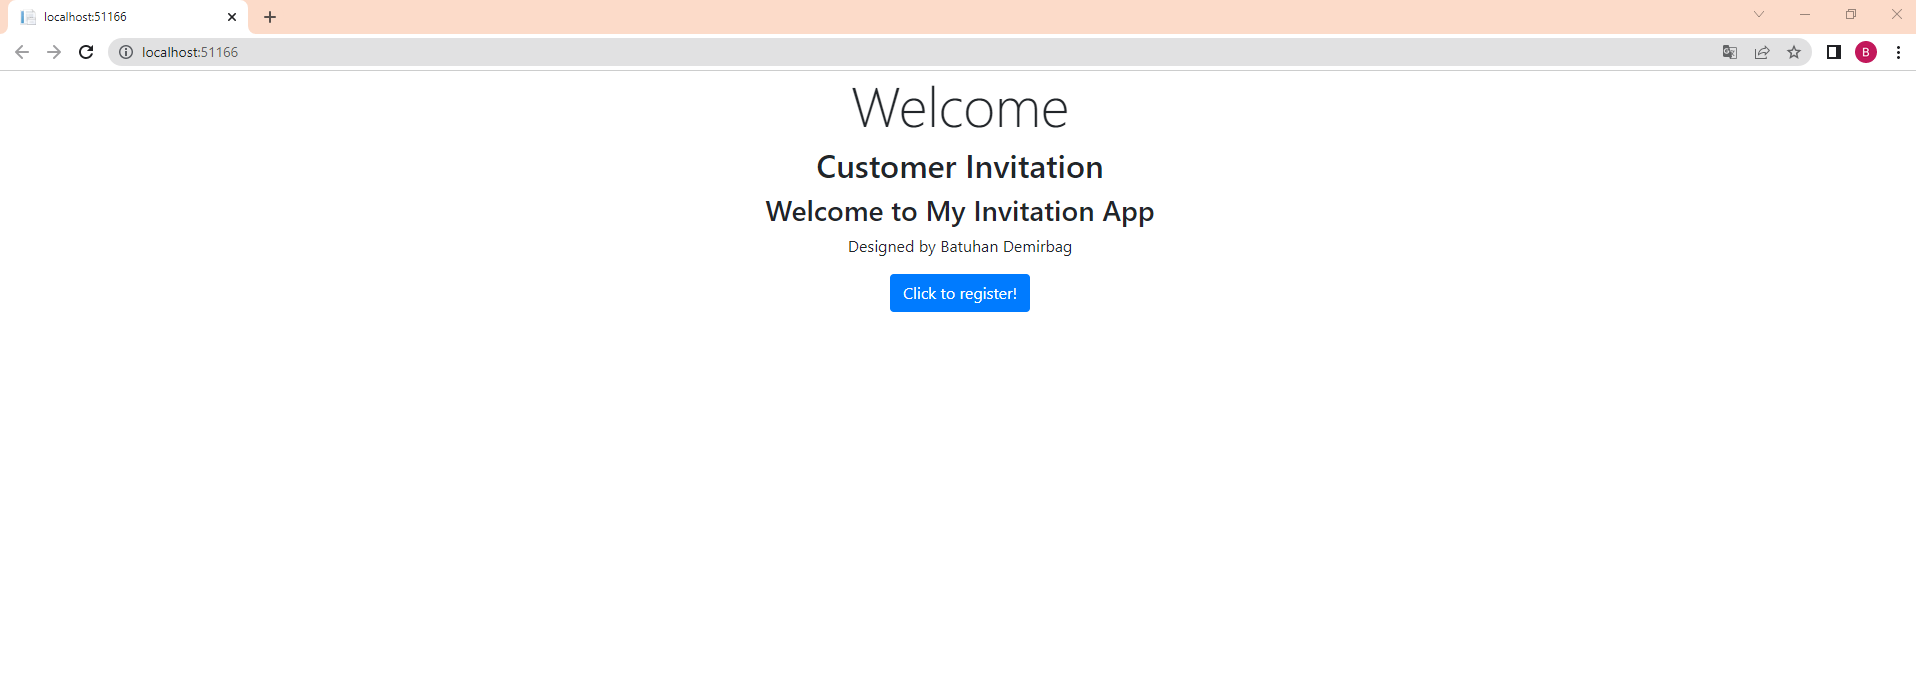 localhost:51166
localhost:51166
B
Welcome
Customer Invitation
Welcome to My Invitation App
Designed by Batuhan Demirbag
Click to register!